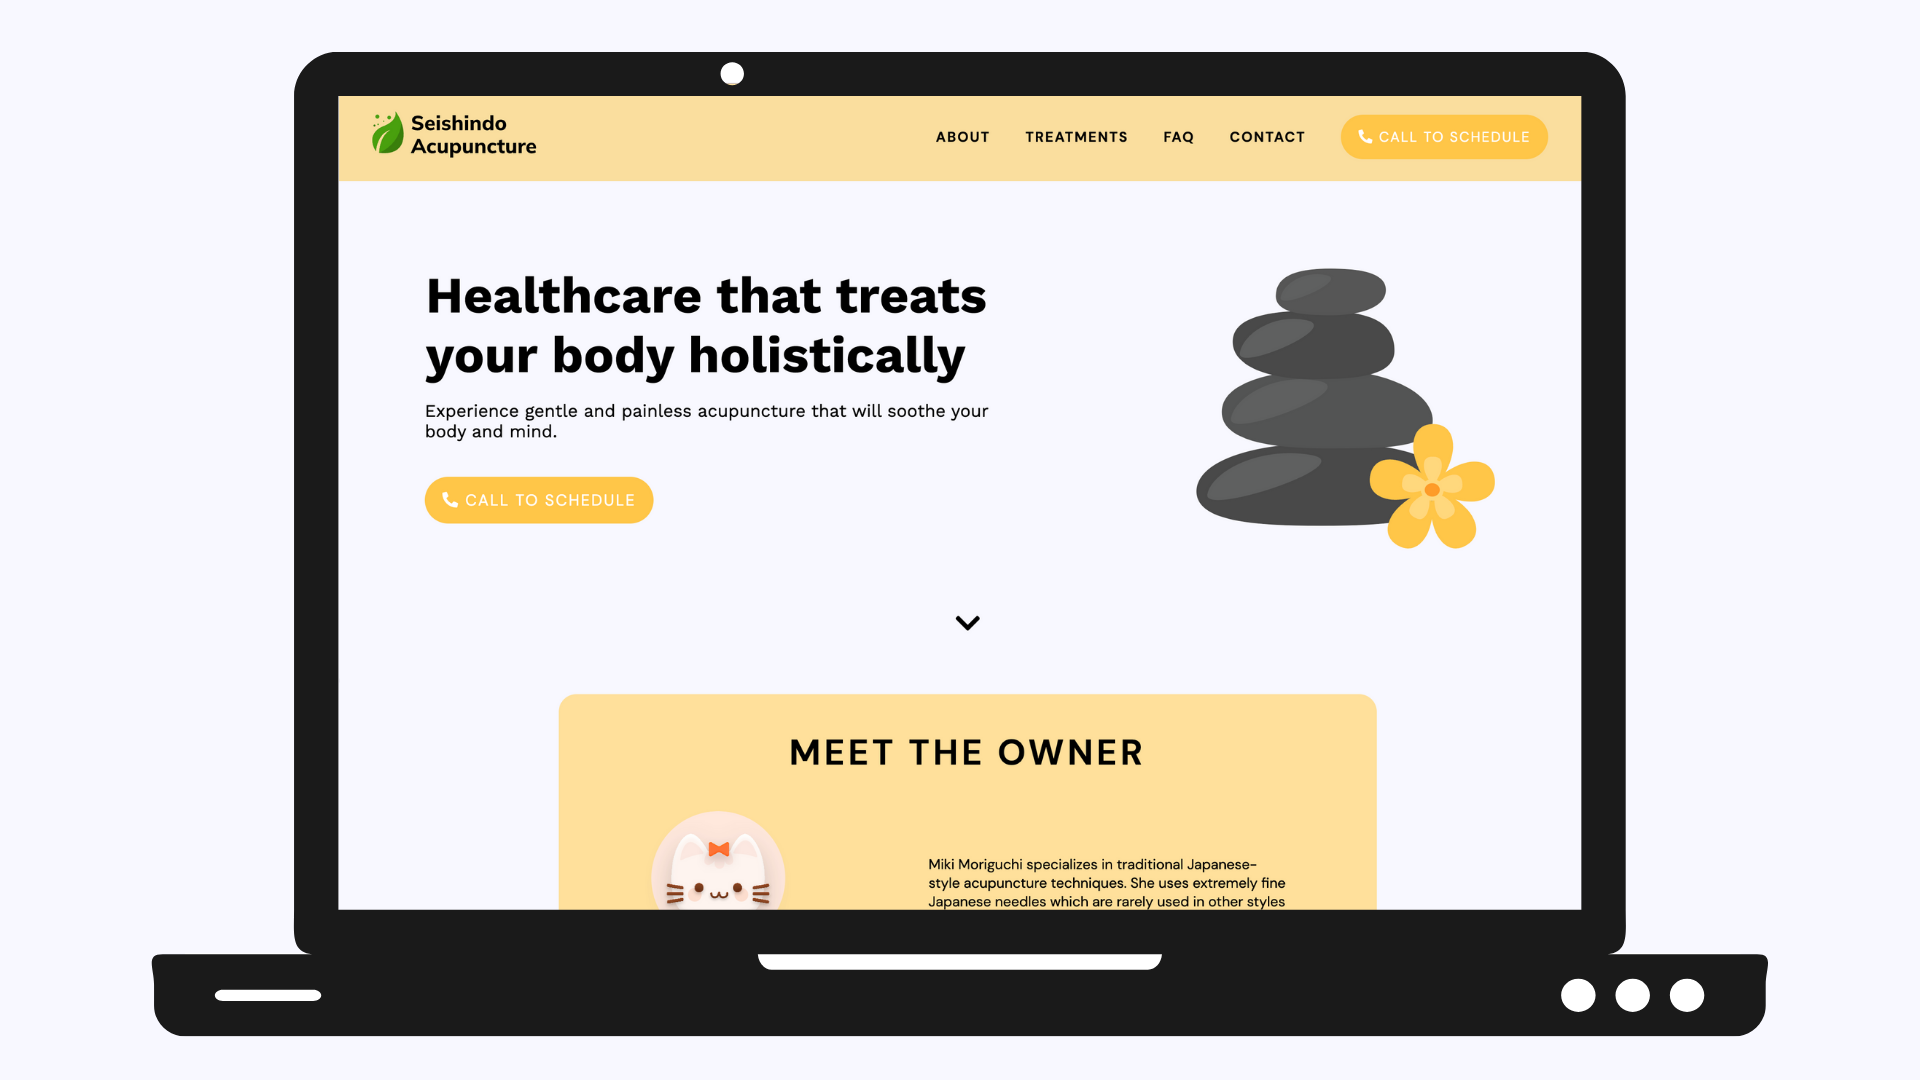 Seishindo
Acupuncture
ABOUT TREATMENTS FAQ CONTACT CALL TO SCHEDULE
Healthcare that treats
your body holistically
Experience gentle and painless acupuncture that will soothe your
body and mind.
CALL TO SCHEDULE
MEET THE OWNER
Miki Moriguchi specializes in traditional Japanese-
style acupuncture techniques. She uses extremely fine
Japanese needles which are rarely used in other styles